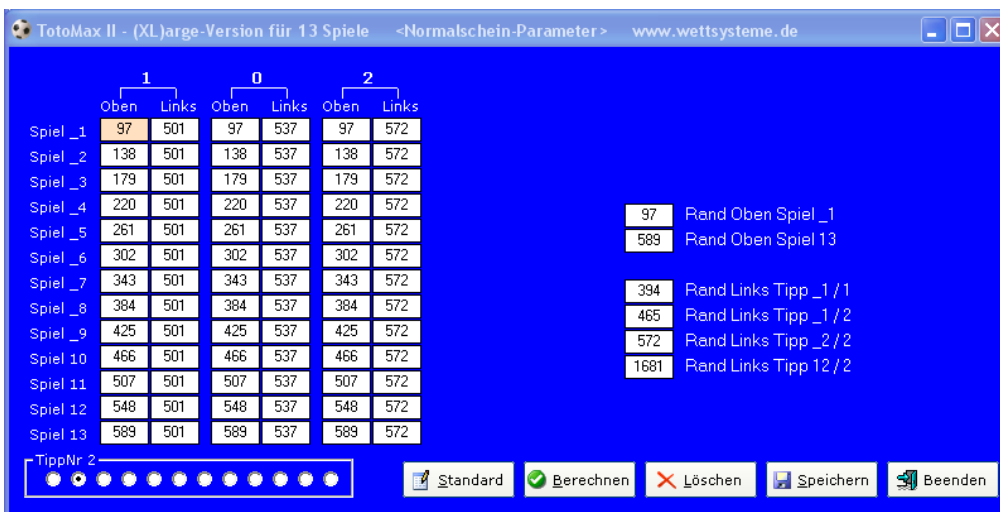 TotoMax II - (XL)arge-Version für 13 Spiele <Normalschein-Parameter> www.wettsysteme.de
1 0 2
Oben Links Oben Links Oben Links
Spiel _1 97 501 97 537 97 572
Spiel _2 138 501 138 537 138 572
Spiel _3 179 501 179 537 179 572
Spiel _4 220 501 220 537 220 572
Spiel _5 261 501 261 537 261 572
Spiel _6 302 501 302 537 302 572
Spiel _7 343 501 343 537 343 572
Spiel _8 384 501 384 537 384 572
Spiel _9 425 501 425 537 425 572
Spiel 10 466 501 466 537 466 572
Spiel 11 507 501 507 537 507 572
Spiel 12 548 501 548 537 548 572
Spiel 13 589 501 589 537 589 572
97 Rand Oben Spiel _1
589 Rand Oben Spiel 13
394 Rand Links Tipp _1 / 1
465 Rand Links Tipp _1 / 2
572 Rand Links Tipp _2 / 2
1681 Rand Links Tipp 12 / 2
TippNr 2
Standard Berechnen Löschen Speichern Beenden